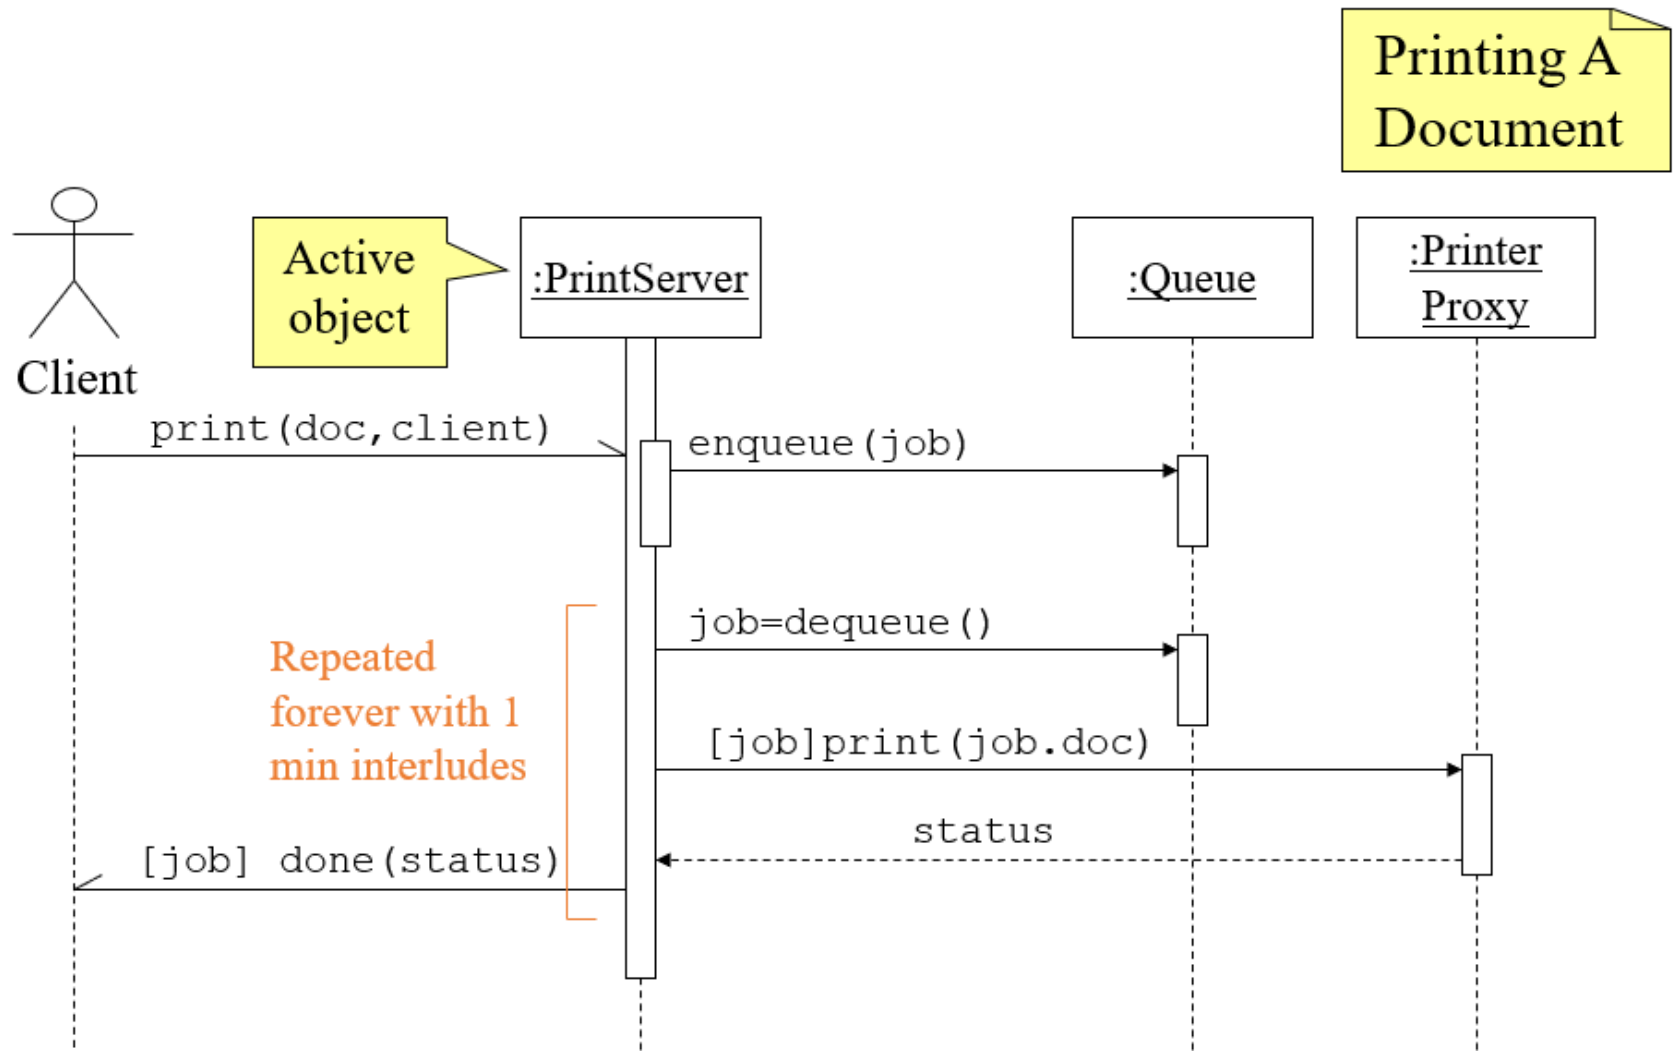 Printing A
Document
Active
object
:PrintServer
:Queue
:Printer
Proxy
Client
print(doc,client)
enqueue(job)
job=dequeue()
Repeated
forever with 1
min interludes
[job]print(job.doc)
status
[job] done(status)